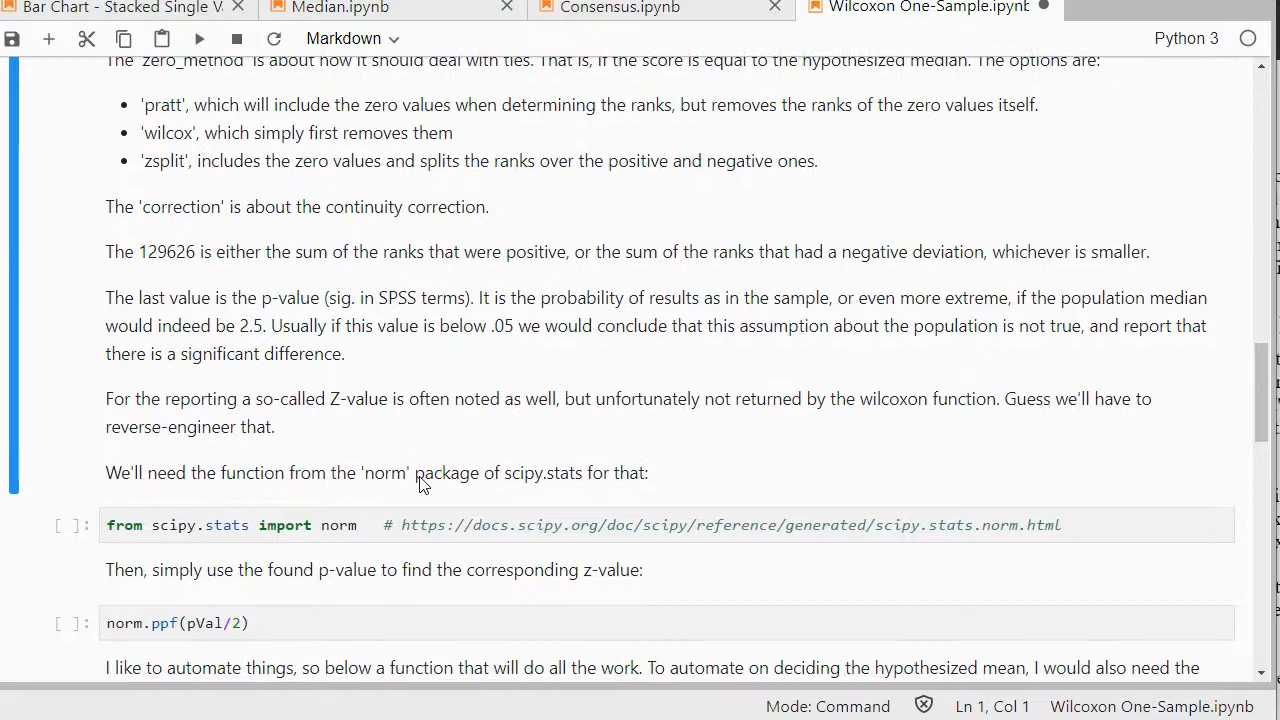 Bar Chart - Stacked Single V
Median.ipynb
Consensus.ipynb
Wilcoxon One-Sample.ipynb
Markdown
Python 3
The 'zero_method' is about how it should deal with ties. That is, if the score is equal to the hypothesized median. The options are:
'pratt', which will include the zero values when determining the ranks, but removes the ranks of the zero values itself.
'wilcox', which simply first removes them
'zsplit', includes the zero values and splits the ranks over the positive and negative ones.
The 'correction' is about the continuity correction.
The 129626 is either the sum of the ranks that were positive, or the sum of the ranks that had a negative deviation, whichever is smaller.
The last value is the p-value (sig. in SPSS terms). It is the probability of results as in the sample, or even more extreme, if the population median
would indeed be 2.5. Usually if this value is below .05 we would conclude that this assumption about the population is not true, and report that
there is a significant difference.
For the reporting a so-called Z-value is often noted as well, but unfortunately not returned by the wilcoxon function. Guess we'll have to
reverse-engineer that.
We'll need the function from the 'norm' package of scipy.stats for that:
[ ]: from scipy.stats import norm # https://docs.scipy.org/doc/scipy/reference/generated/scipy.stats.norm.html
Then, simply use the found p-value to find the corresponding z-value:
[ ]: norm.ppf(pVal/2)
I like to automate things, so below a function that will do all the work. To automate on deciding the hypothesized mean, I would also need the
Mode: Command
Ln 1, Col 1
Wilcoxon One-Sample.ipynb